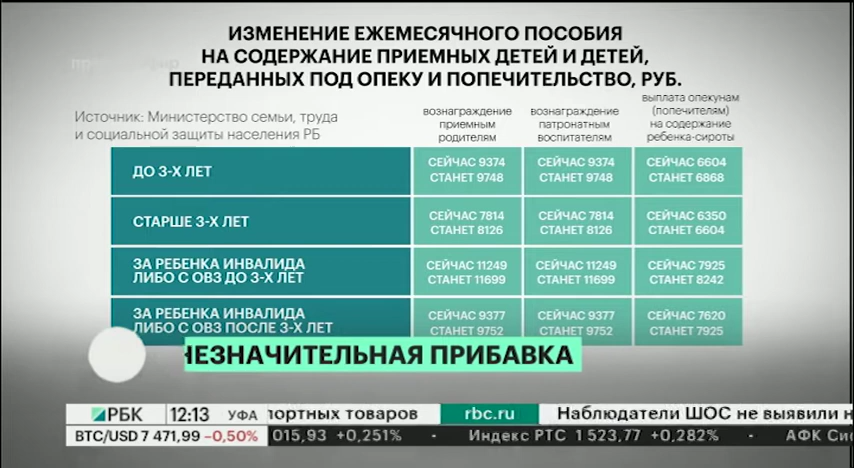 ИЗМЕНЕНИЕ ЕЖЕМЕСЯЧНОГО ПОСОБИЯ
НА СОДЕРЖАНИЕ ПРИЕМНЫХ ДЕТЕЙ И ДЕТЕЙ,
ПЕРЕДАННЫХ ПОД ОПЕКУ И ПОПЕЧИТЕЛЬСТВО, РУБ.
Источник: Министерство семьи, труда
и социальной защиты населения РБ
вознаграждение
приемным
родителям
вознаграждение
патронатным
воспитателям
выплата опекунам
(попечителям)
на содержание
ребенка-сироты
ДО 3-Х ЛЕТ
СЕЙЧАС 9374
СТАНЕТ 9748
СЕЙЧАС 9374
СТАНЕТ 9748
СЕЙЧАС 6604
СТАНЕТ 6868
СТАРШЕ 3-Х ЛЕТ
СЕЙЧАС 7814
СТАНЕТ 8126
СЕЙЧАС 7814
СТАНЕТ 8126
СЕЙЧАС 6350
СТАНЕТ 6604
ЗА РЕБЕНКА ИНВАЛИДА
ЛИБО С ОВЗ ДО 3-Х ЛЕТ
СЕЙЧАС 11249
СТАНЕТ 11699
СЕЙЧАС 11249
СТАНЕТ 11699
СЕЙЧАС 7925
СТАНЕТ 8242
ЗА РЕБЕНКА ИНВАЛИДА
ЛИБО С ОВЗ ПОСЛЕ 3-Х ЛЕТ
СЕЙЧАС 9377
СТАНЕТ 9752
СЕЙЧАС 9377
СТАНЕТ 9752
СЕЙЧАС 7620
СТАНЕТ 7925
НЕЗНАЧИТЕЛЬНАЯ ПРИБАВКА
РБК 12:13 УФА портных товаров rbc.ru Наблюдатели ШОС не выявили н
BTC/USD 7 471,99 -0,50% 015,93 +0,251% · Индекс РТС 1 523,77 +0,282% · АФК Сис